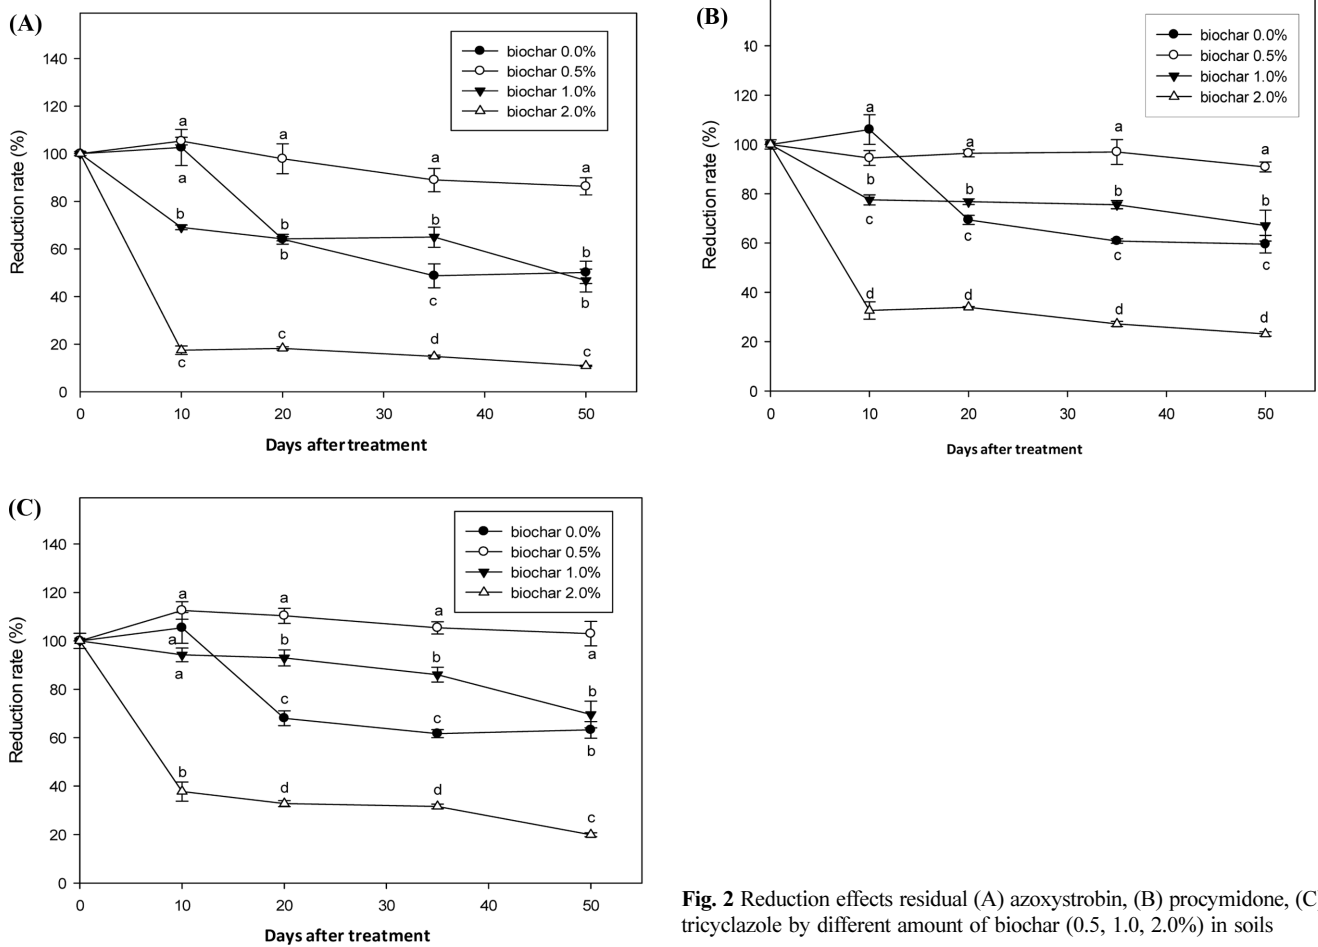 (A)
140
120
100
80
60
40
20
0
Reduction rate (%)
biochar 0.0%
biochar 0.5%
biochar 1.0%
biochar 2.0%
a
a
a
a
a
b
b
b
b
b
c
b
b
c
c
d
c
0 10 20 30 40 50
Days after treatment
(B)
40
120
100
80
60
40
20
0
Reduction rate (%)
biochar 0.0%
biochar 0.5%
biochar 1.0%
biochar 2.0%
a
a
a
a
b
b
b
b
c
c
c
c
d
d
d
d
0 10 20 30 40 50
Days after treatment
(C)
140
120
100
80
60
40
20
0
Reduction rate (%)
biochar 0.0%
biochar 0.5%
biochar 1.0%
biochar 2.0%
a
a
a
a
a
a
b
b
b
c
c
b
b
d
d
c
0 10 20 30 40 50
Days after treatment
Fig. 2 Reduction effects residual (A) azoxystrobin, (B) procymidone, (C
tricyclazole by different amount of biochar (0.5, 1.0, 2.0%) in soils